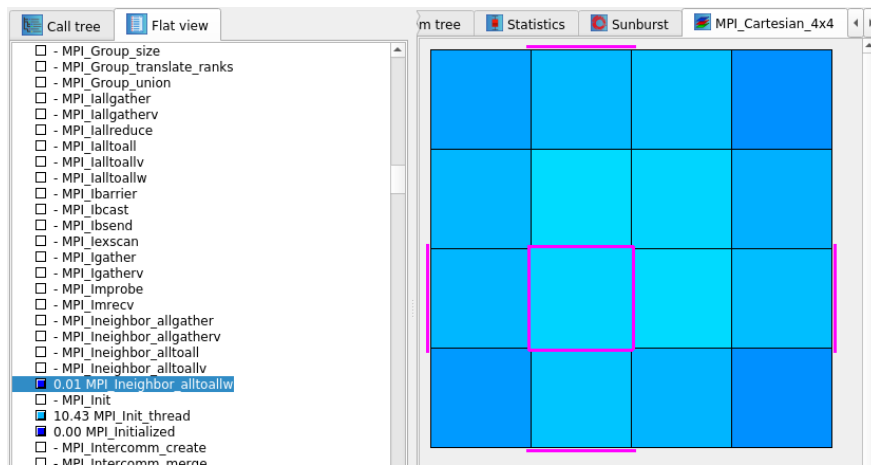 Call tree
Flat view
m tree
Statistics
Sunburst
MPI_Cartesian_4x4
- MPI_Group_size
- MPI_Group_translate_ranks
- MPI_Group_union
- MPI_Iallgather
- MPI_Iallgatherv
- MPI_Iallreduce
- MPI_Ialltoall
- MPI_Ialltoallv
- MPI_Ialltoallw
- MPI_Ibarrier
- MPI_Ibcast
- MPI_Ibsend
- MPI_Iexscan
- MPI_Igather
- MPI_Igatherv
- MPI_Improbe
- MPI_Imrecv
- MPI_Ineighbor_allgather
- MPI_Ineighbor_allgatherv
- MPI_Ineighbor_alltoall
- MPI_Ineighbor_alltoallv
0.01 MPI_Ineighbor_alltoallw
- MPI_Init
10.43 MPI_Init_thread
0.00 MPI_Initialized
- MPI_Intercomm_create
- MPI_Intercomm_merge